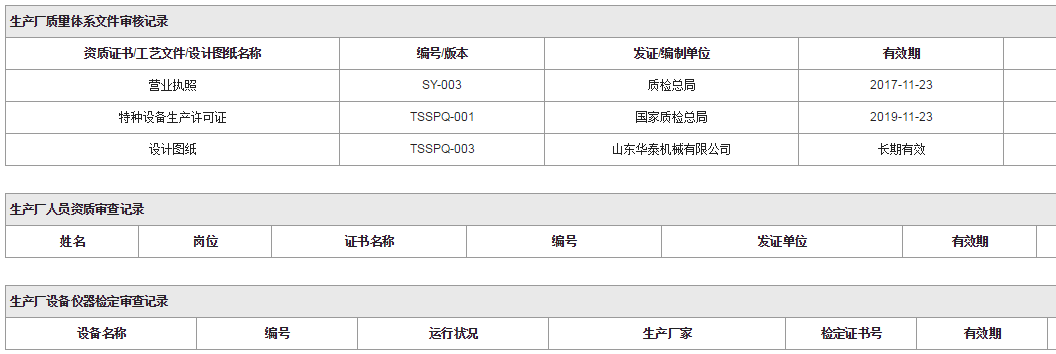 生产厂质量体系文件审核记录
资质证书/工艺文件/设计图纸名称 编号/版本 发证/编制单位 有效期
营业执照 SY-003 质检总局 2017-11-23
特种设备生产许可证 TSSPQ-001 国家质检总局 2019-11-23
设计图纸 TSSPQ-003 山东华泰机械有限公司 长期有效
生产厂人员资质审查记录
姓名 岗位 证书名称 编号 发证单位 有效期
生产厂设备仪器检定审查记录
设备名称 编号 运行状况 生产厂家 检定证书号 有效期